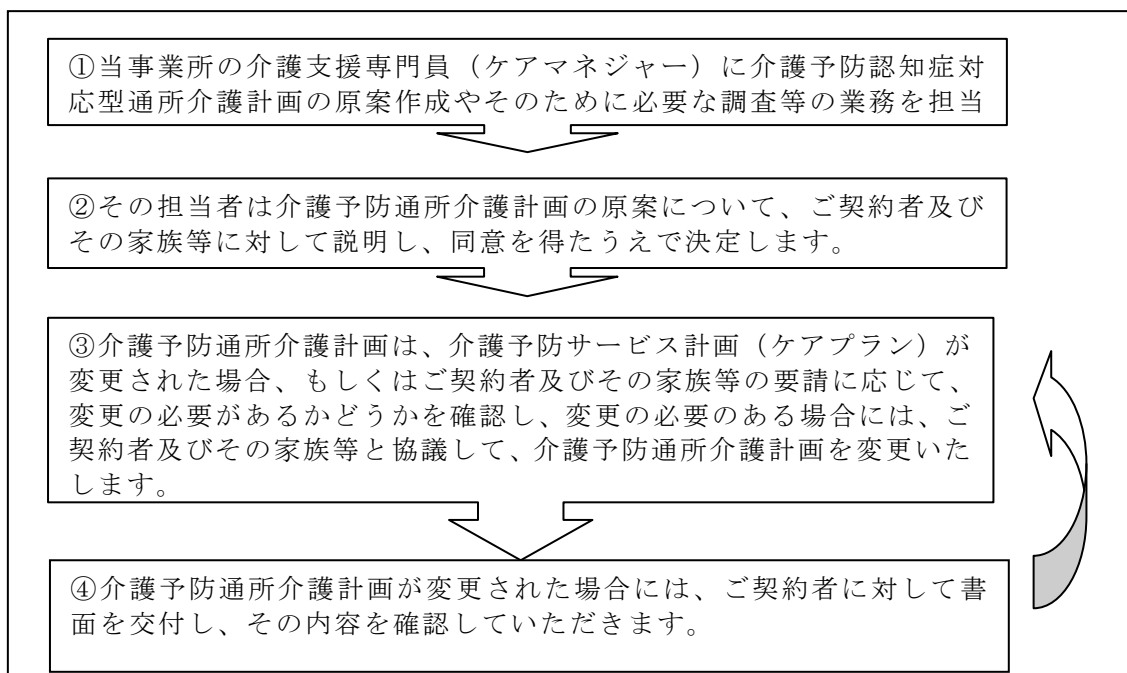 ①当事業所の介護支援専門員（ケアマネジャー）に介護予防認知症対
応型通所介護計画の原案作成やそのために必要な調査等の業務を担当
②その担当者は介護予防通所介護計画の原案について、ご契約者及び
その家族等に対して説明し、同意を得たうえで決定します。
③介護予防通所介護計画は、介護予防サービス計画（ケアプラン）が
変更された場合、もしくはご契約者及びその家族等の要請に応じて、
変更の必要があるかどうかを確認し、変更の必要のある場合には、ご
契約者及びその家族等と協議して、介護予防通所介護計画を変更いた
します。
④介護予防通所介護計画が変更された場合には、ご契約者に対して書
面を交付し、その内容を確認していただきます。